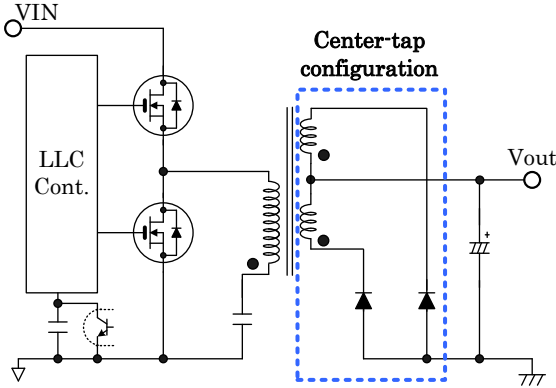 VIN
Center-tap
configuration
LLC
Cont.
Vout
+